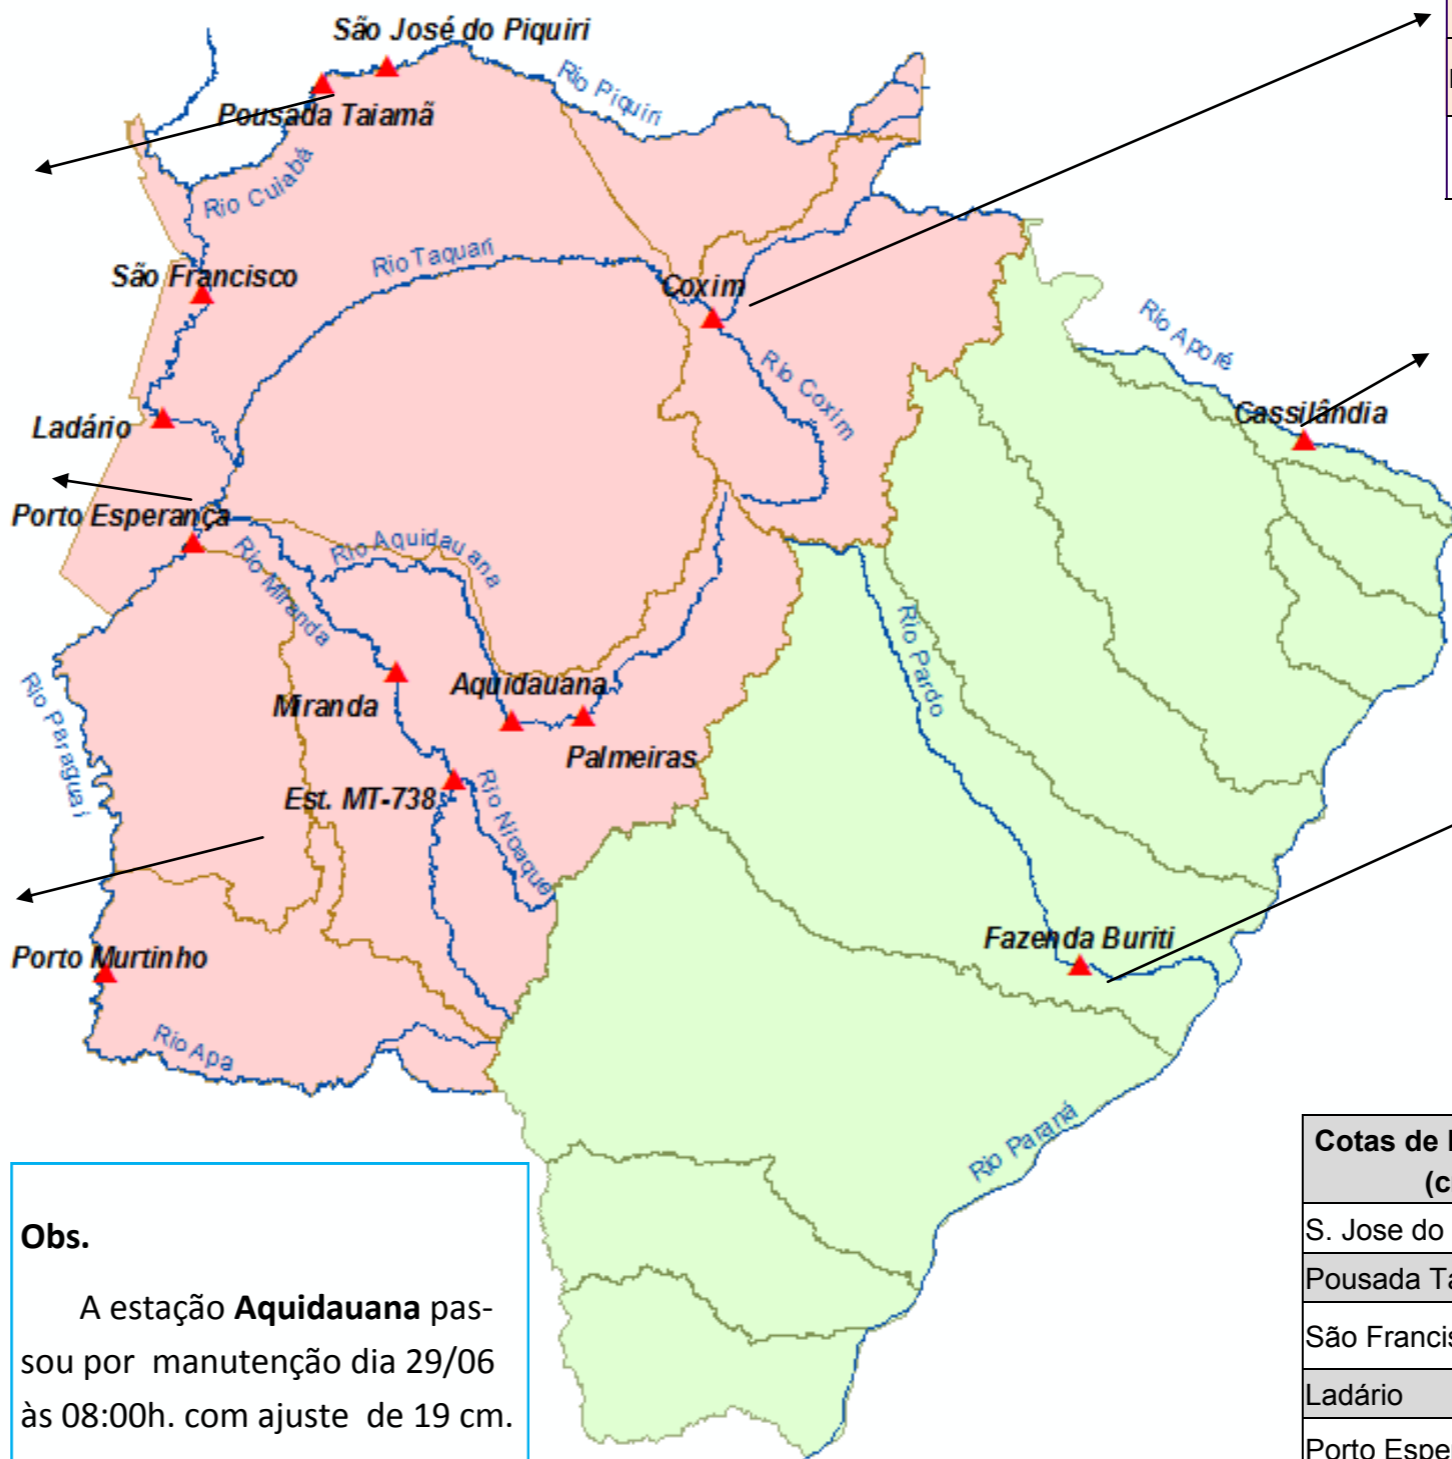 São José do Piquiri
Rio Piquiri
Pousada Taiamã
Rio Cuiabá
Rio Taquari
São Francisco
Coxim
Rio Aporé
Rio Coxim
Cassilândia
Ladário
Porto Esperança
Rio Aquidauana
Rio Miranda
Rio Pardo
Rio Paraguai
Aquidauana
Miranda
Palmeiras
Est. MT-738
Rio Nioaque
Fazenda Buriti
Porto Murtinho
Rio Apa
Rio Paraná
Obs.
A estação Aquidauana pas-
sou por manutenção dia 29/06
às 08:00h. com ajuste de 19 cm.
Cotas de
(c
S. Jose do
Pousada Ta
São Francis
Ladário
Porto Esper